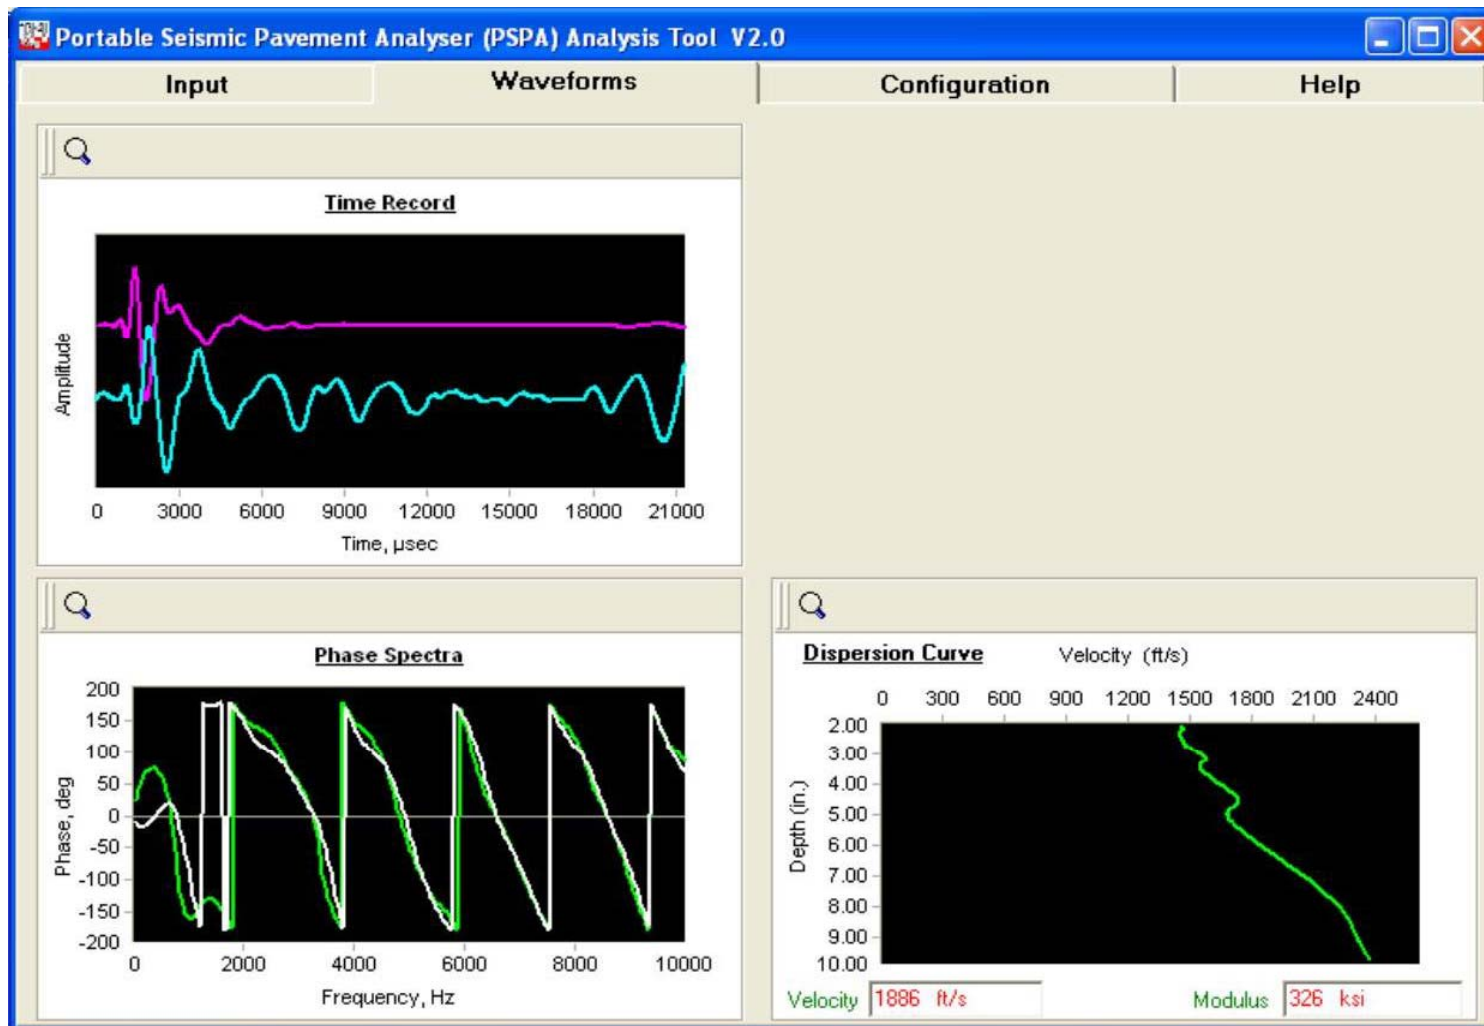 Portable Seismic Pavement Analyser (PSPA) Analysis Tool V2.0
Input Waveforms Configuration Help
Time Record
Amplitude
0 3000 6000 9000 12000 15000 18000 21000
Time, µsec
Phase Spectra
Phase, deg
200
150
100
50
0
-50
-100
-150
-200
0 2000 4000 6000 8000 10000
Frequency, Hz
Dispersion Curve Velocity (ft/s)
0 300 600 900 1200 1500 1800 2100 2400
Depth (in.)
2.00
3.00
4.00
5.00
6.00
7.00
8.00
9.00
10.00
Velocity 1886 ft/s Modulus 326 ksi